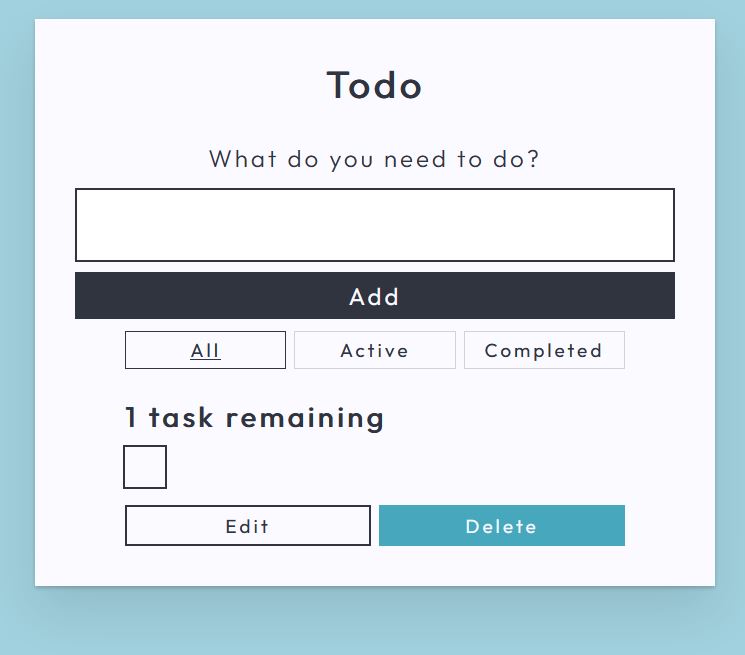 Todo
What do you need to do?
Add
All Active Completed
1 task remaining
Edit Delete